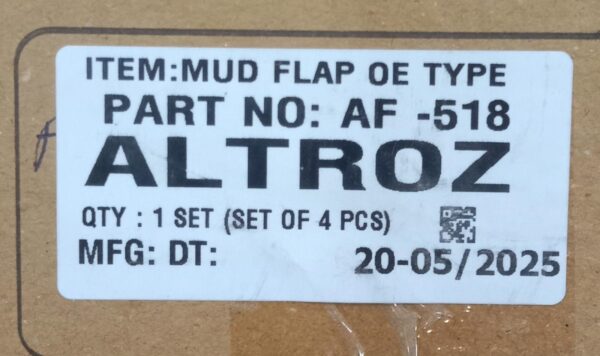 ITEM:MUD FLAP OE TYPE
PART NO: AF -518
ALTROZ
QTY : 1 SET (SET OF 4 PCS)
MFG: DT: 20-05/2025